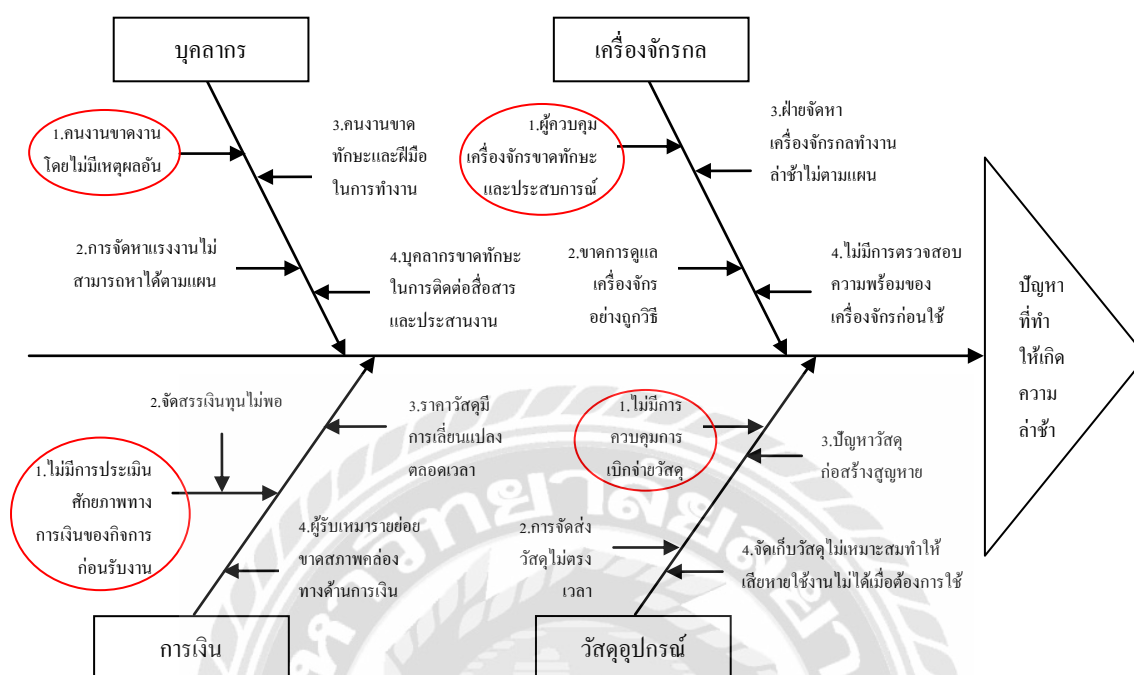 บุคลากร
เครื่องจักรกล
1.คนงานขาดงาน
โดยไม่มีเหตุผลอัน
3.คนงานขาด
ทักษะและฝีมือ
ในการทำงาน
2.การจัดหาแรงงานไม่
สามารถหาได้ตามแผน
4.บุคลากรขาดทักษะ
ในการติดต่อสื่อสาร
และประสานงาน
1.ผู้ควบคุม
เครื่องจักรขาดทักษะ
และประสบการณ์
3.ฝ่ายจัดหา
เครื่องจักรกลทำงาน
ล่าช้าไม่ตามแผน
2.ขาดการดูแล
เครื่องจักร
อย่างถูกวิธี
4.ไม่มีการตรวจสอบ
ความพร้อมของ
เครื่องจักรก่อนใช้
ปัญหา
ที่ทำ
ให้เกิด
ความ
ล่าช้า
2.จัดสรรเงินทุนไม่พอ
1.ไม่มีการประเมิน
ศักยภาพทาง
การเงินของกิจการ
ก่อนรับงาน
3.ราคาวัสดุมี
การเลี่ยนแปลง
ตลอดเวลา
4.ผู้รับเหมารายย่อย
ขาดสภาพคล่อง
ทางด้านการเงิน
1.ไม่มีการ
ควบคุมการ
เบิกจ่ายวัสดุ
3.ปัญหาวัสดุ
ก่อสร้างสูญหาย
2.การจัดส่ง
วัสดุไม่ตรง
เวลา
4.จัดเก็บวัสดุไม่เหมาะสมทำให้
เสียหายใช้งานไม่ได้เมื่อต้องการใช้
การเงิน
วัสดุอุปกรณ์